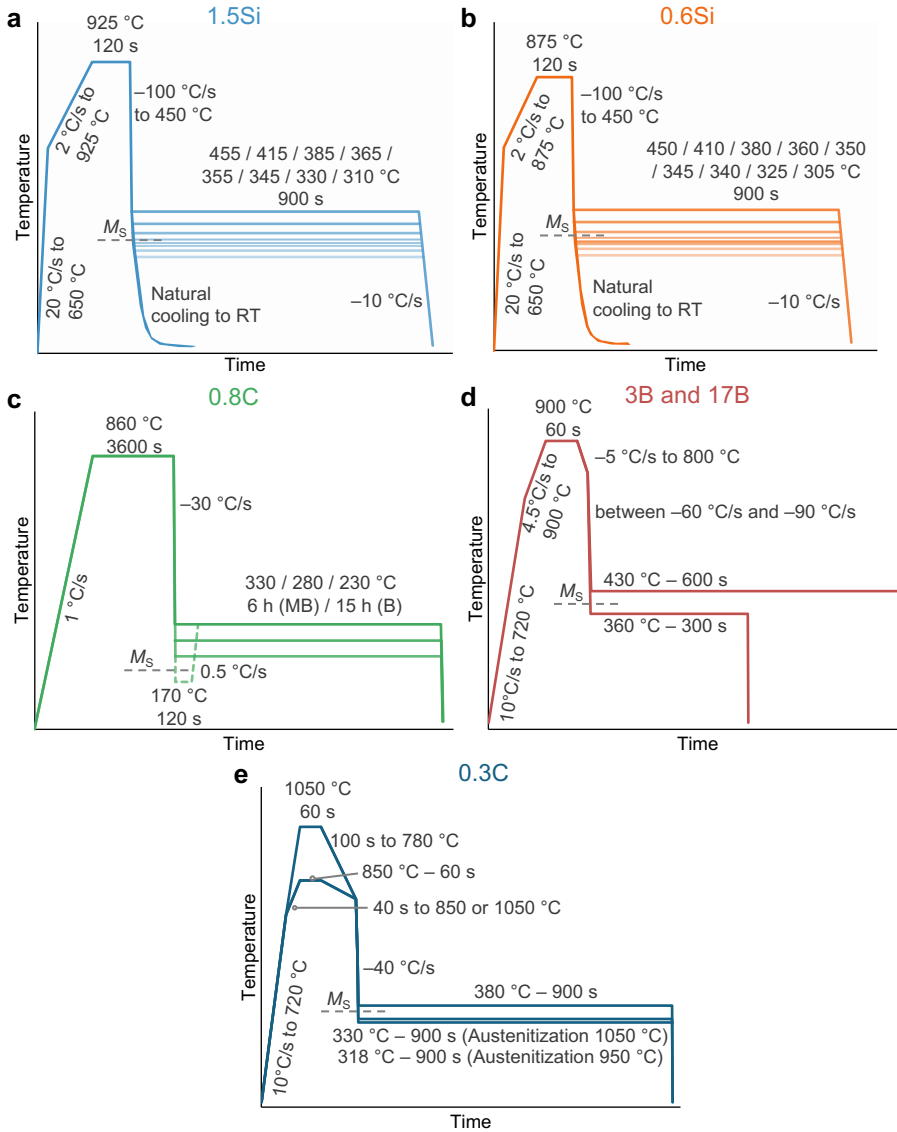 a
1.5Si
925 °C
120 s
2 °C/s to
925 °C
–100 °C/s
to 450 °C
455 / 415 / 385 / 365 /
/ 355 / 345 / 330 / 310 °C
900 s
Temperature
MS
20 °C/s to
650 °C
Natural
cooling to RT
–10 °C/s
Time
b
0.6Si
875 °C
120 s
2 °C/s to
875 °C
–100 °C/s
to 450 °C
450 / 410 / 380 / 360 / 350
/ 345 / 340 / 325 / 305 °C
900 s
Temperature
MS
20 °C/s to
650 °C
Natural
cooling to RT
–10 °C/s
Time
c
0.8C
860 °C
3600 s
–30 °C/s
Temperature
1 °C/s
330 / 280 / 230 °C
6 h (MB) / 15 h (B)
MS
0.5 °C/s
170 °C
120 s
Time
d
3B and 17B
900 °C
60 s
–5 °C/s to 800 °C
4.5°C/s to
900 °C
between –60 °C/s and –90 °C/s
Temperature
430 °C – 600 s
MS
360 °C – 300 s
10°C/s to 720 °C
Time
e
0.3C
1050 °C
60 s
100 s to 780 °C
850 °C – 60 s
40 s to 850 or 1050 °C
Temperature
–40 °C/s
10°C/s to 720 °C
380 °C – 900 s
MS
330 °C – 900 s (Austenitization 1050 °C)
318 °C – 900 s (Austenitization 950 °C)
Time